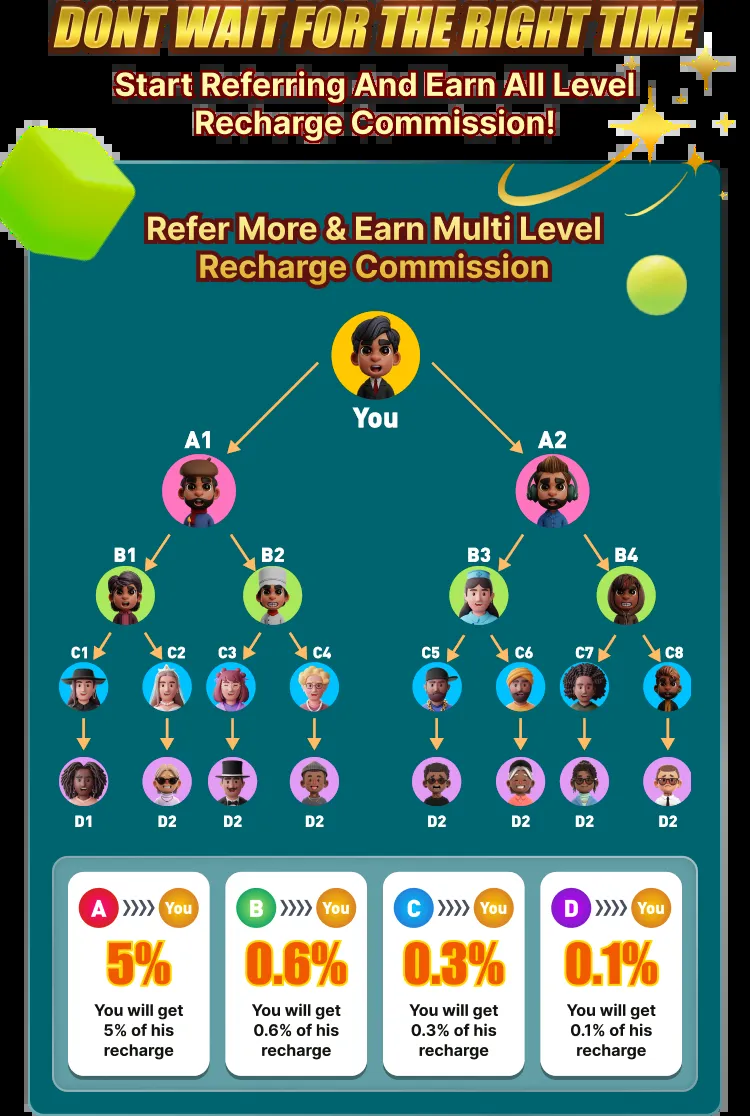 DONT WAIT FOR THE RIGHT TIME
Start Referring And Earn All Level
Recharge Commission!
Refer More & Earn Multi Level
Recharge Commission
You
A1
A2
B1
B2
B3
B4
C1
C2
C3
C4
C5
C6
C7
C8
D1
D2
D2
D2
D2
D2
D2
D2
A »»» You
5%
You will get
5% of his
recharge
B »»» You
0.6%
You will get
0.6% of his
recharge
C »»» You
0.3%
You will get
0.3% of his
recharge
D »»» You
0.1%
You will get
0.1% of his
recharge